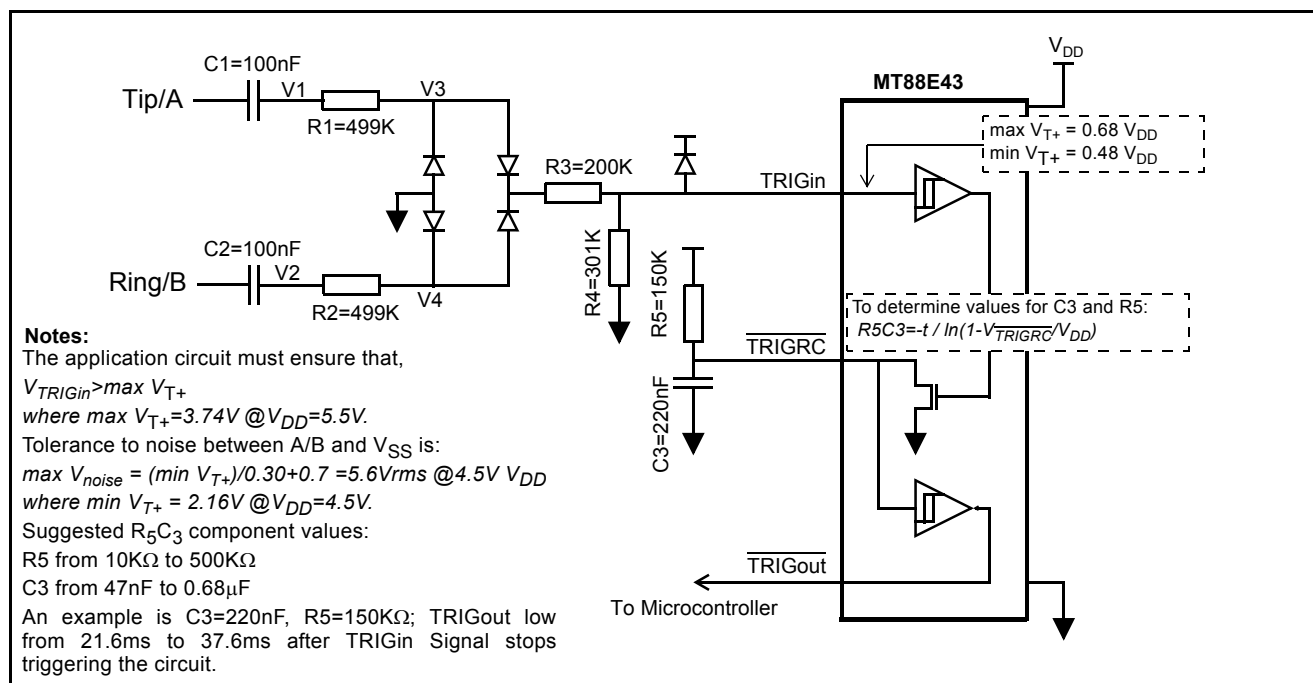 C1=100nF
Tip/A
V1
V3
R1=499K
C2=100nF
Ring/B
V2
V4
R2=499K
R3=200K
R4=301K
R5=150K
C3=220nF
TRIGin
TRIGRC
TRIGout
To Microcontroller
MT88E43
VDD
max VT+ = 0.68 VDD
min VT+ = 0.48 VDD
To determine values for C3 and R5:
R5C3=-t / ln(1-VTRIGRC/VDD)
Notes:
The application circuit must ensure that,
VTRIGin>max VT+
where max VT+=3.74V @VDD=5.5V.
Tolerance to noise between A/B and VSS is:
max Vnoise = (min VT+)/0.30+0.7 =5.6Vrms @4.5V VDD
where min VT+ = 2.16V @VDD=4.5V.
Suggested R5C3 component values:
R5 from 10KΩ to 500KΩ
C3 from 47nF to 0.68μF
An example is C3=220nF, R5=150KΩ; TRIGout low
from 21.6ms to 37.6ms after TRIGin Signal stops
triggering the circuit.